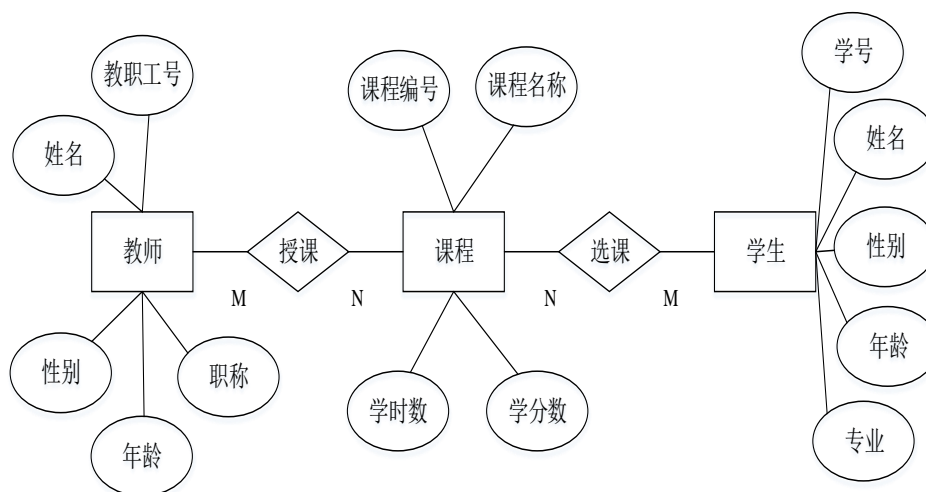 学号
教职工号
课程编号
课程名称
姓名
姓名
教师
授课
课程
选课
学生
性别
M
N
N
M
性别
职称
年龄
学时数
学分数
年龄
专业